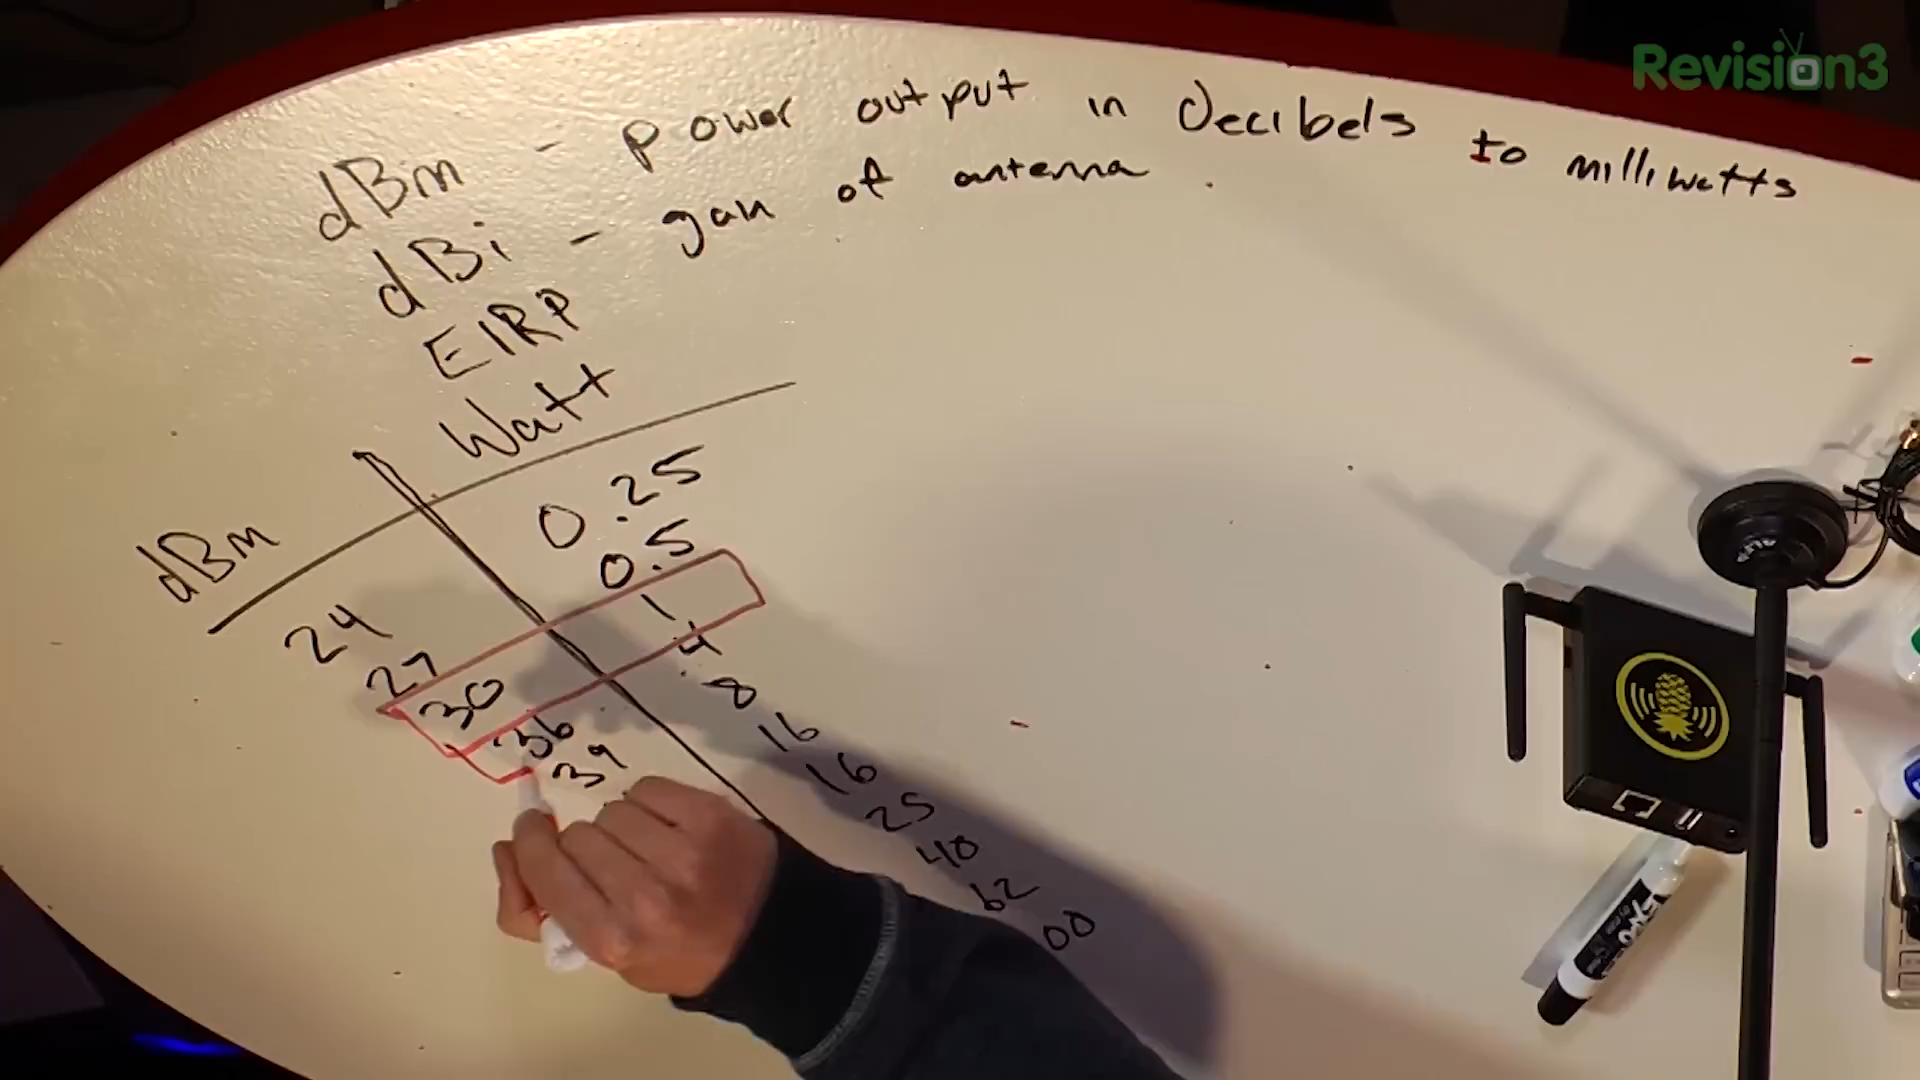 Revision3
dBm - power output in decibels to milliwatts
dBi - gain of antenna
EIRP
Watt
dBm
24 0.25
27 0.5
30 1
36 4
39 8
16
16
25
40
62
00
EXPO